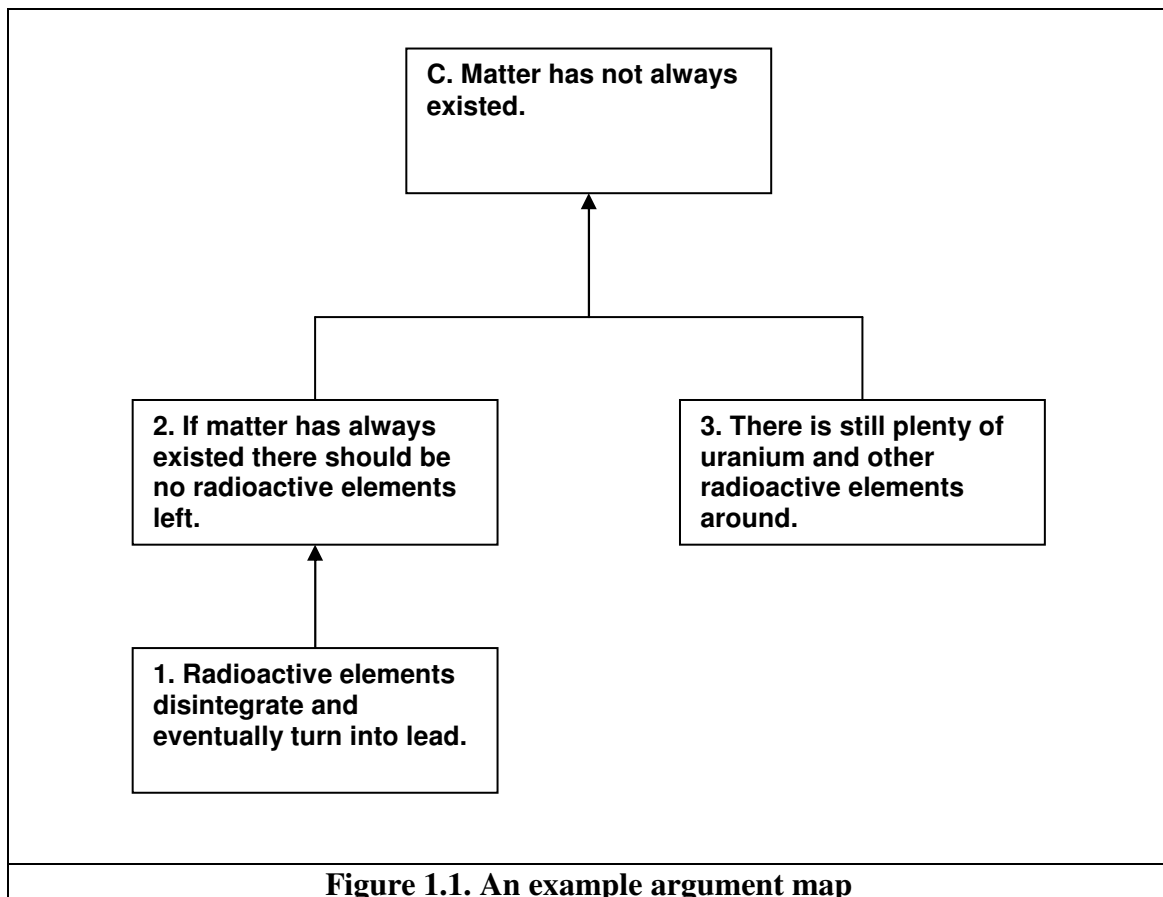 C. Matter has not always
existed.
2. If matter has always
existed there should be
no radioactive elements
left.
3. There is still plenty of
uranium and other
radioactive elements
around.
1. Radioactive elements
disintegrate and
eventually turn into lead.
Figure 1.1. An example argument map